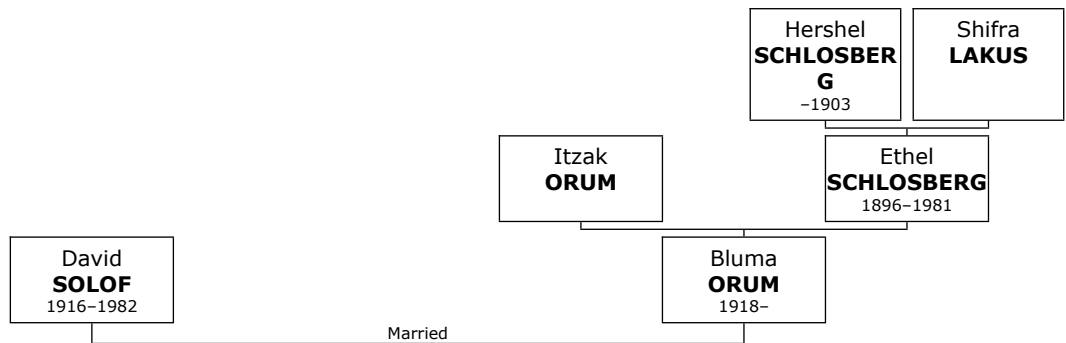 Hershel
SCHLOSBER
G
–1903
Shifra
LAKUS
Itzak
ORUM
Ethel
SCHLOSBERG
1896–1981
David
SOLOF
1916–1982
Bluma
ORUM
1918–
Married